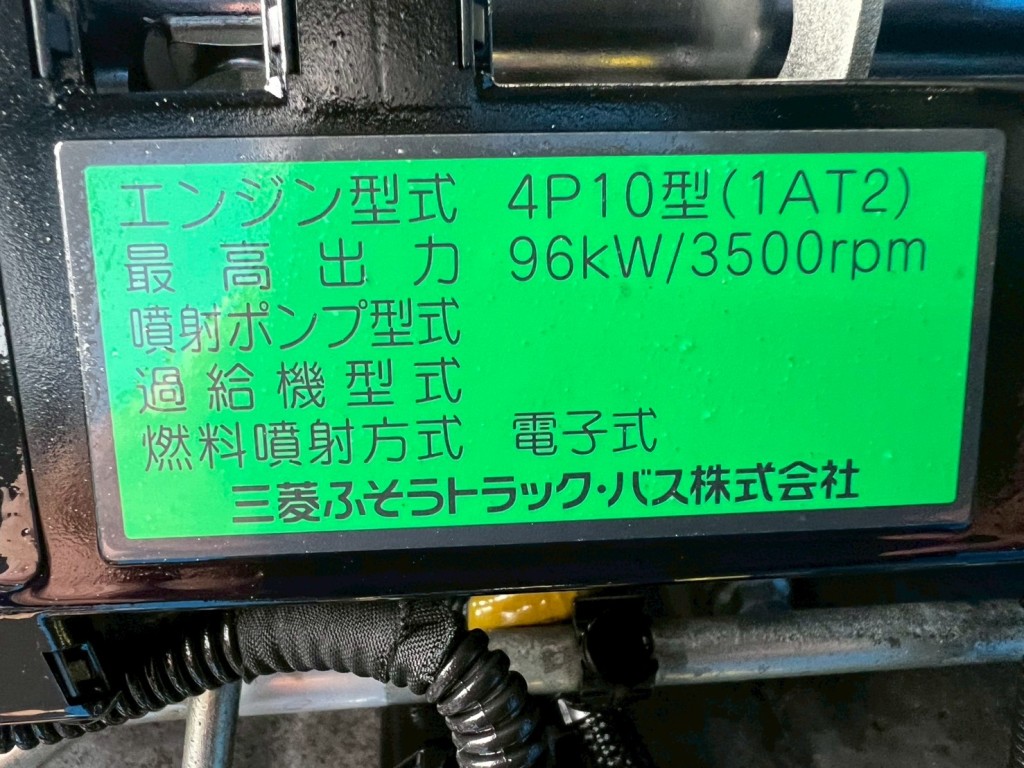 エンジン型式 4P10型(1AT2)
最高出力 96kW/3500rpm
噴射ポンプ型式
過給機型式
燃料噴射方式 電子式
三菱ふそうトラック・バス株式会社